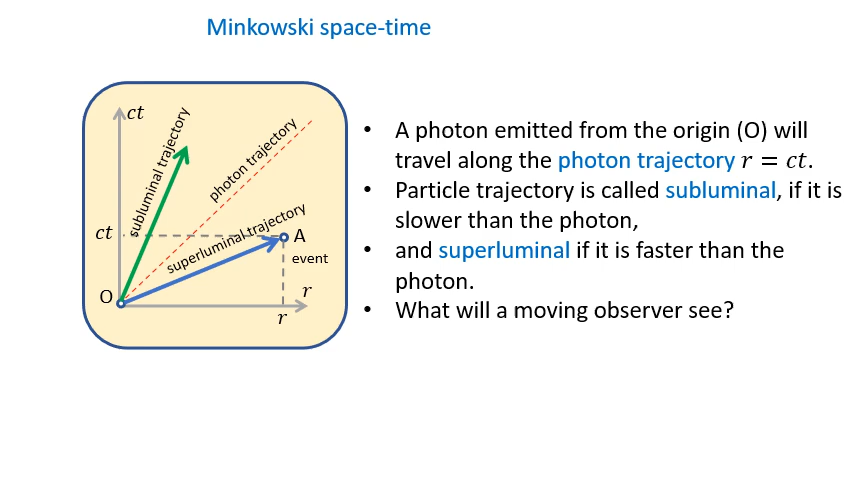 Minkowski space-time
ct
subluminal trajectory
photon trajectory
superluminal trajectory
ct
A
event
O
r
r
• A photon emitted from the origin (O) will
travel along the photon trajectory r = ct.
• Particle trajectory is called subluminal, if it is
slower than the photon,
• and superluminal if it is faster than the
photon.
• What will a moving observer see?